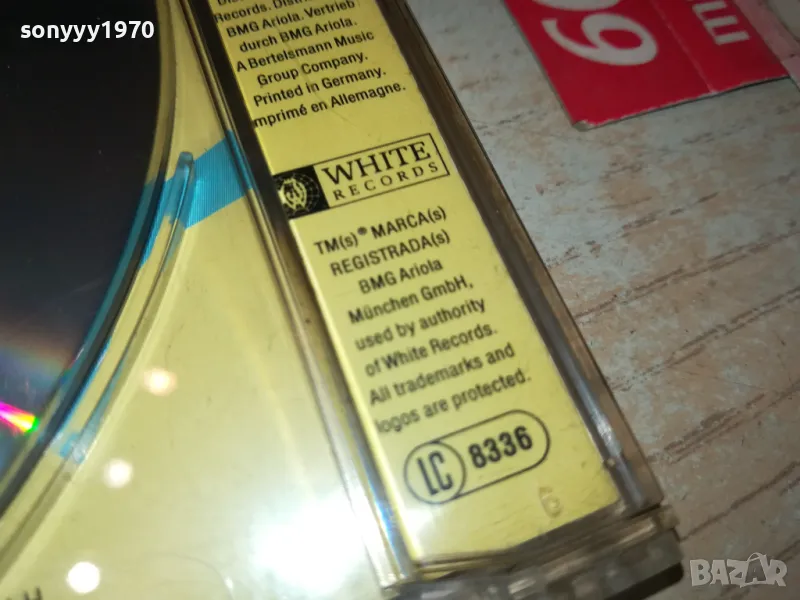 sonyyy1970
Records.
BMG Ariola. Vertrieb
durch BMG Ariola.
A Bertelsmann Music
Group Company.
Printed in Germany.
mprimé en Allemagne.
WHITE
RECORDS
TM(s)® MARCA(s)
REGISTRADA(s)
BMG Ariola
München GmbH,
used by authority
of White Records.
All trademarks and
logos are protected.
LC 8336
6
bazar.bg